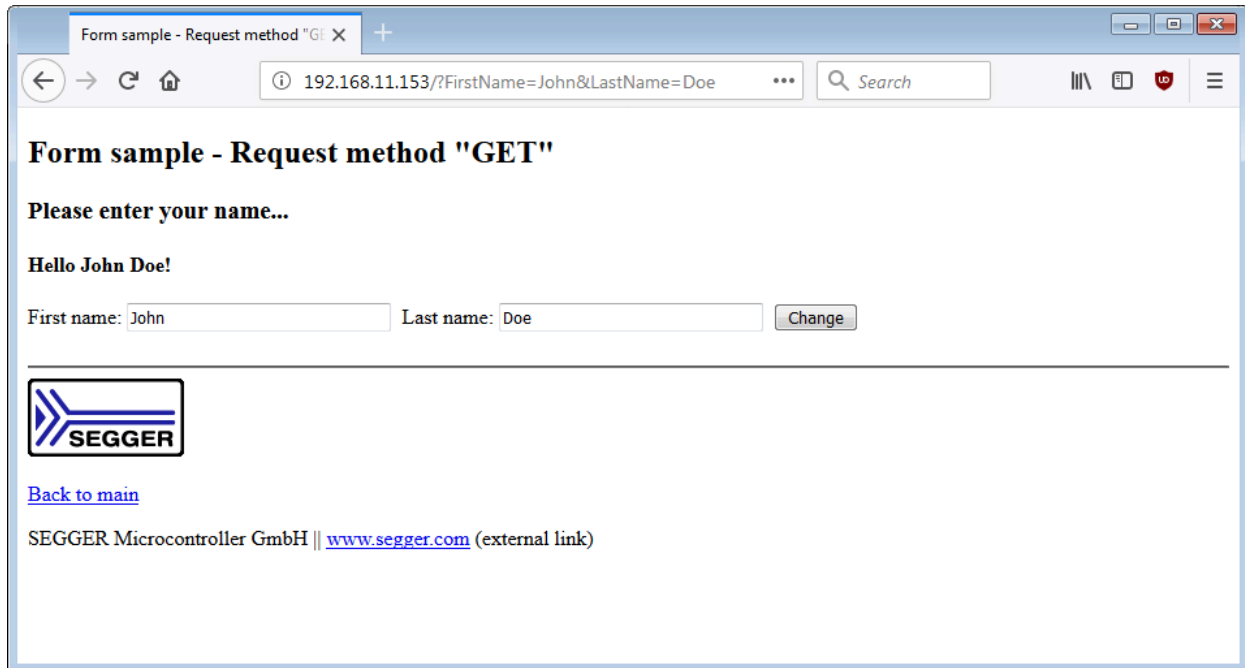 Form sample - Request method "GE
192.168.11.153/?FirstName=John&LastName=Doe
Search
Form sample - Request method "GET"
Please enter your name...
Hello John Doe!
First name: John Last name: Doe Change
SEGGER
Back to main
SEGGER Microcontroller GmbH || www.segger.com (external link)